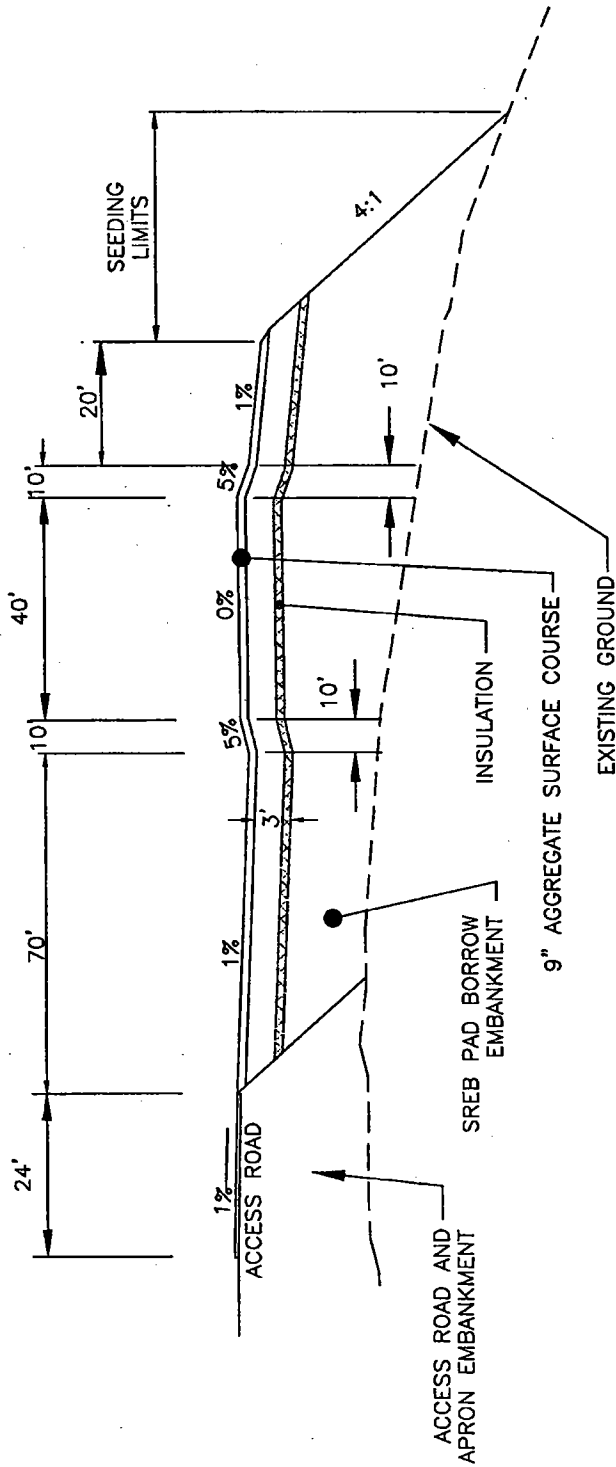 24'
70'
10'
40'
10'
20'
SEEDING
LIMITS
1%
ACCESS ROAD
1%
5%
0%
5%
1%
4:1
3'
10'
10'
ACCESS ROAD AND
APRON EMBANKMENT
SREB PAD BORROW
EMBANKMENT
INSULATION
9" AGGREGATE SURFACE COURSE
EXISTING GROUND